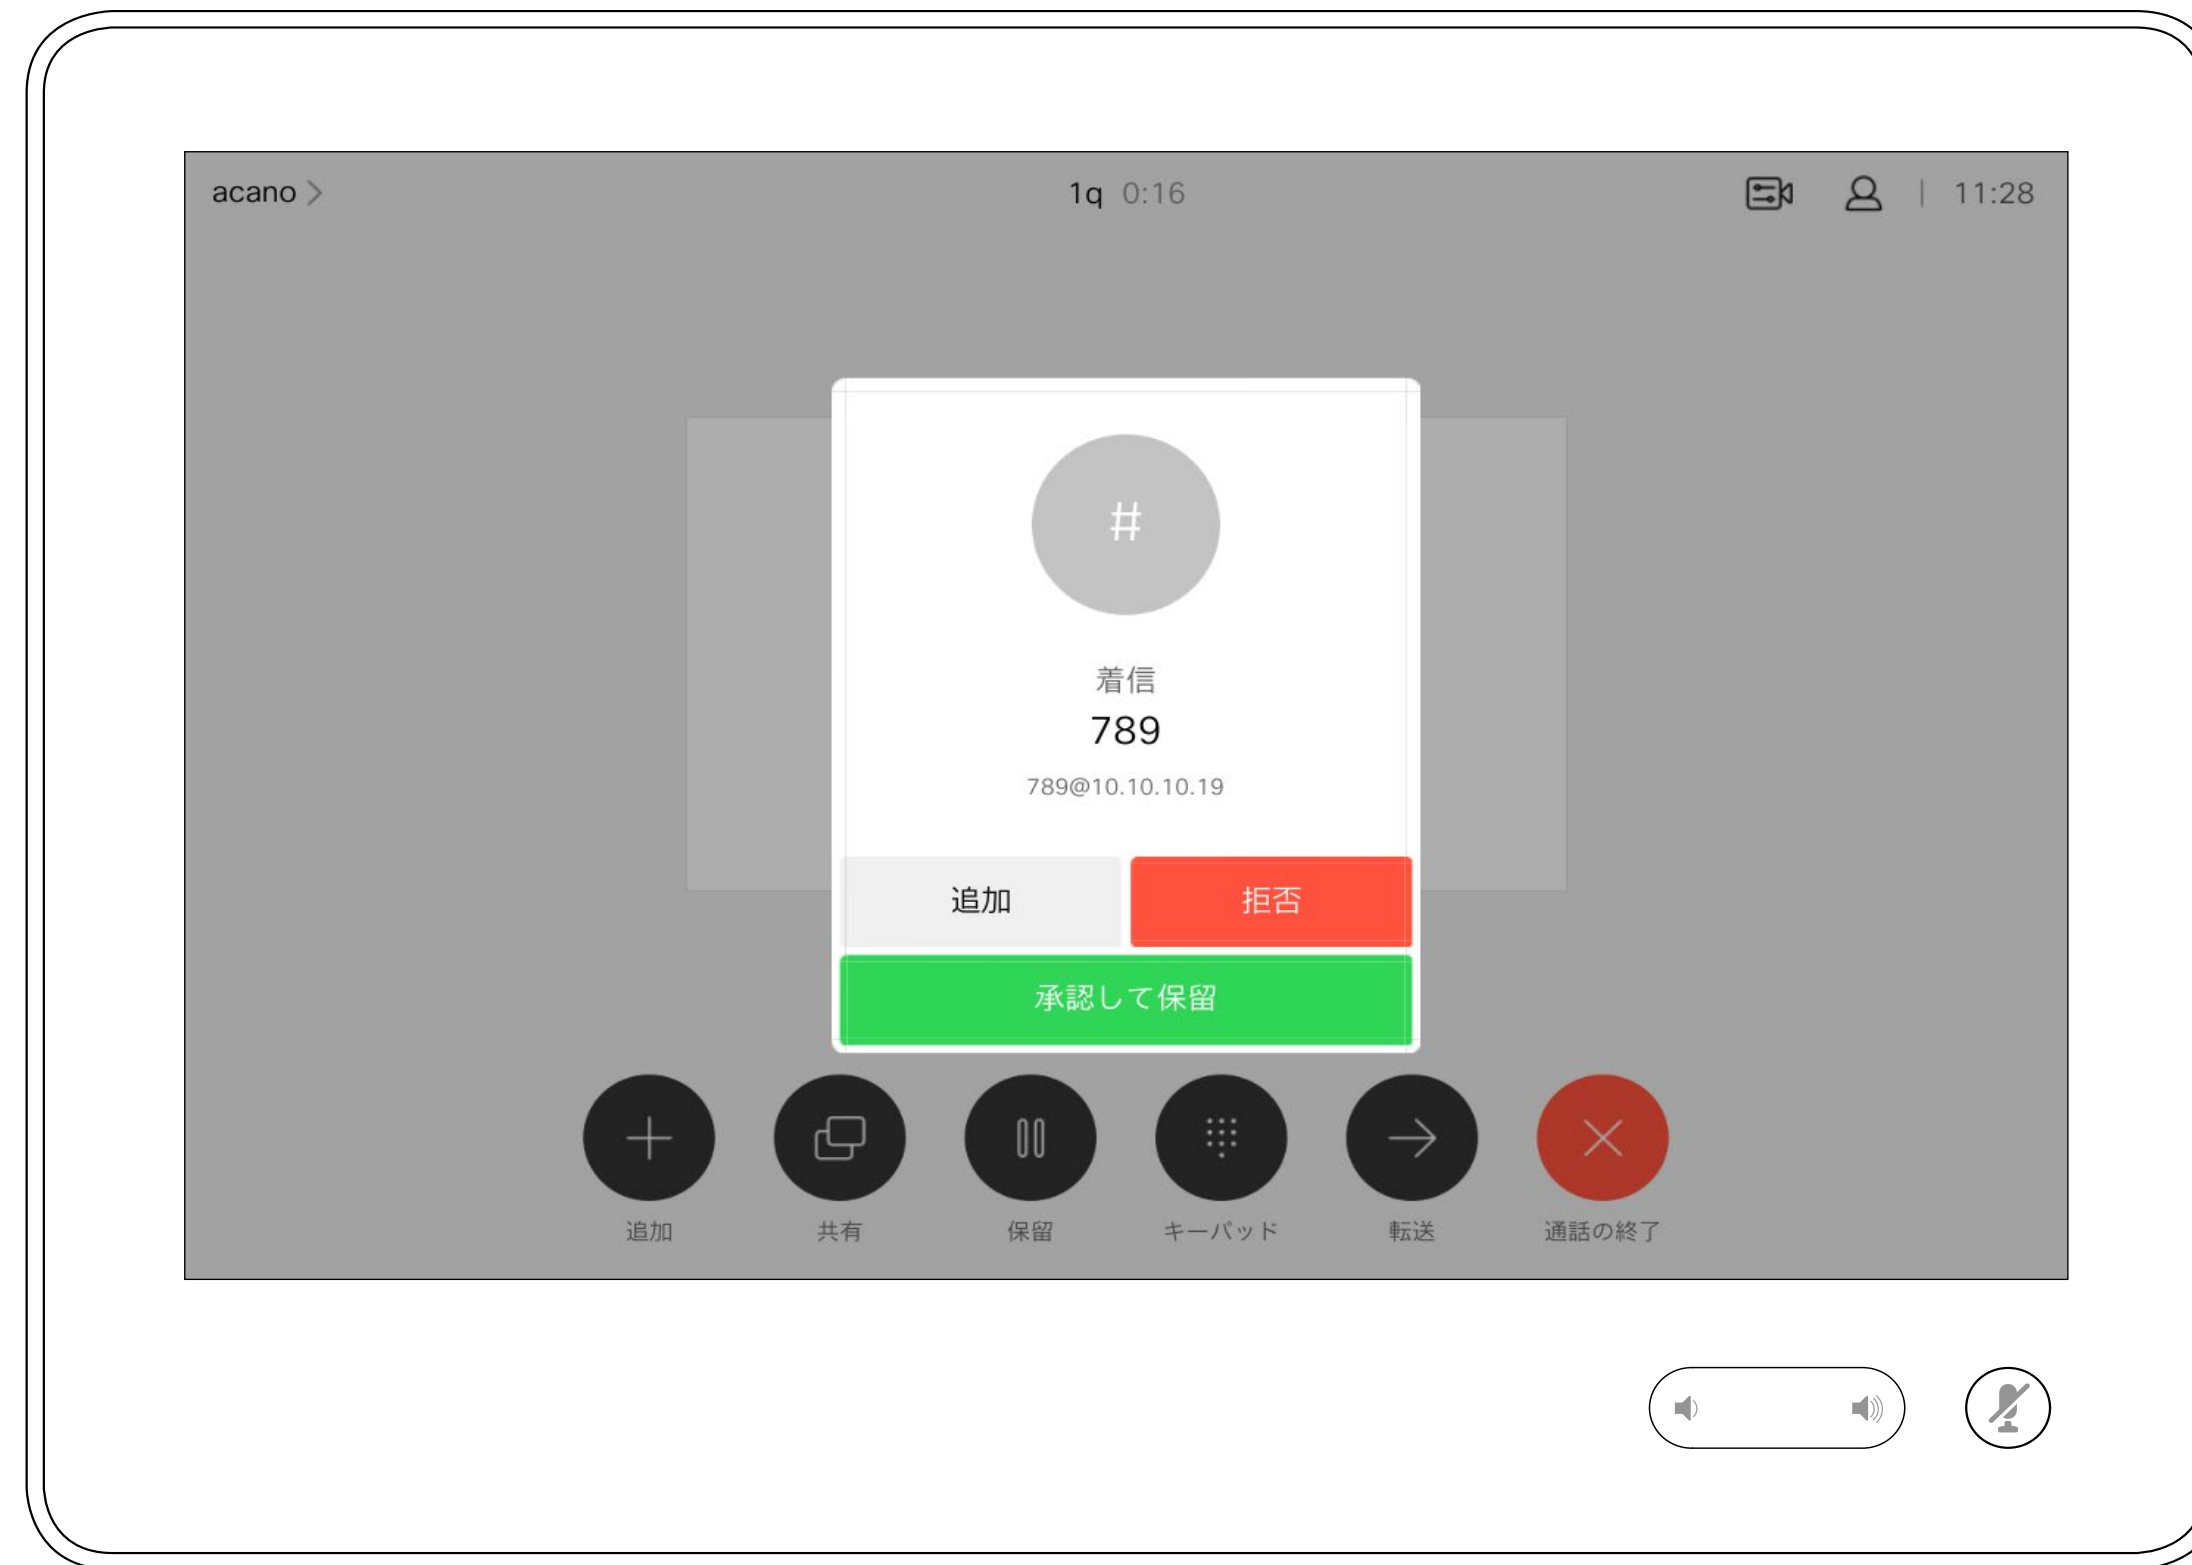 acano
1q 0:16
11:28
#
着信
789
789@10.10.10.19
追加
拒否
承認して保留
追加
共有
保留
キーパッド
転送
通話の終了